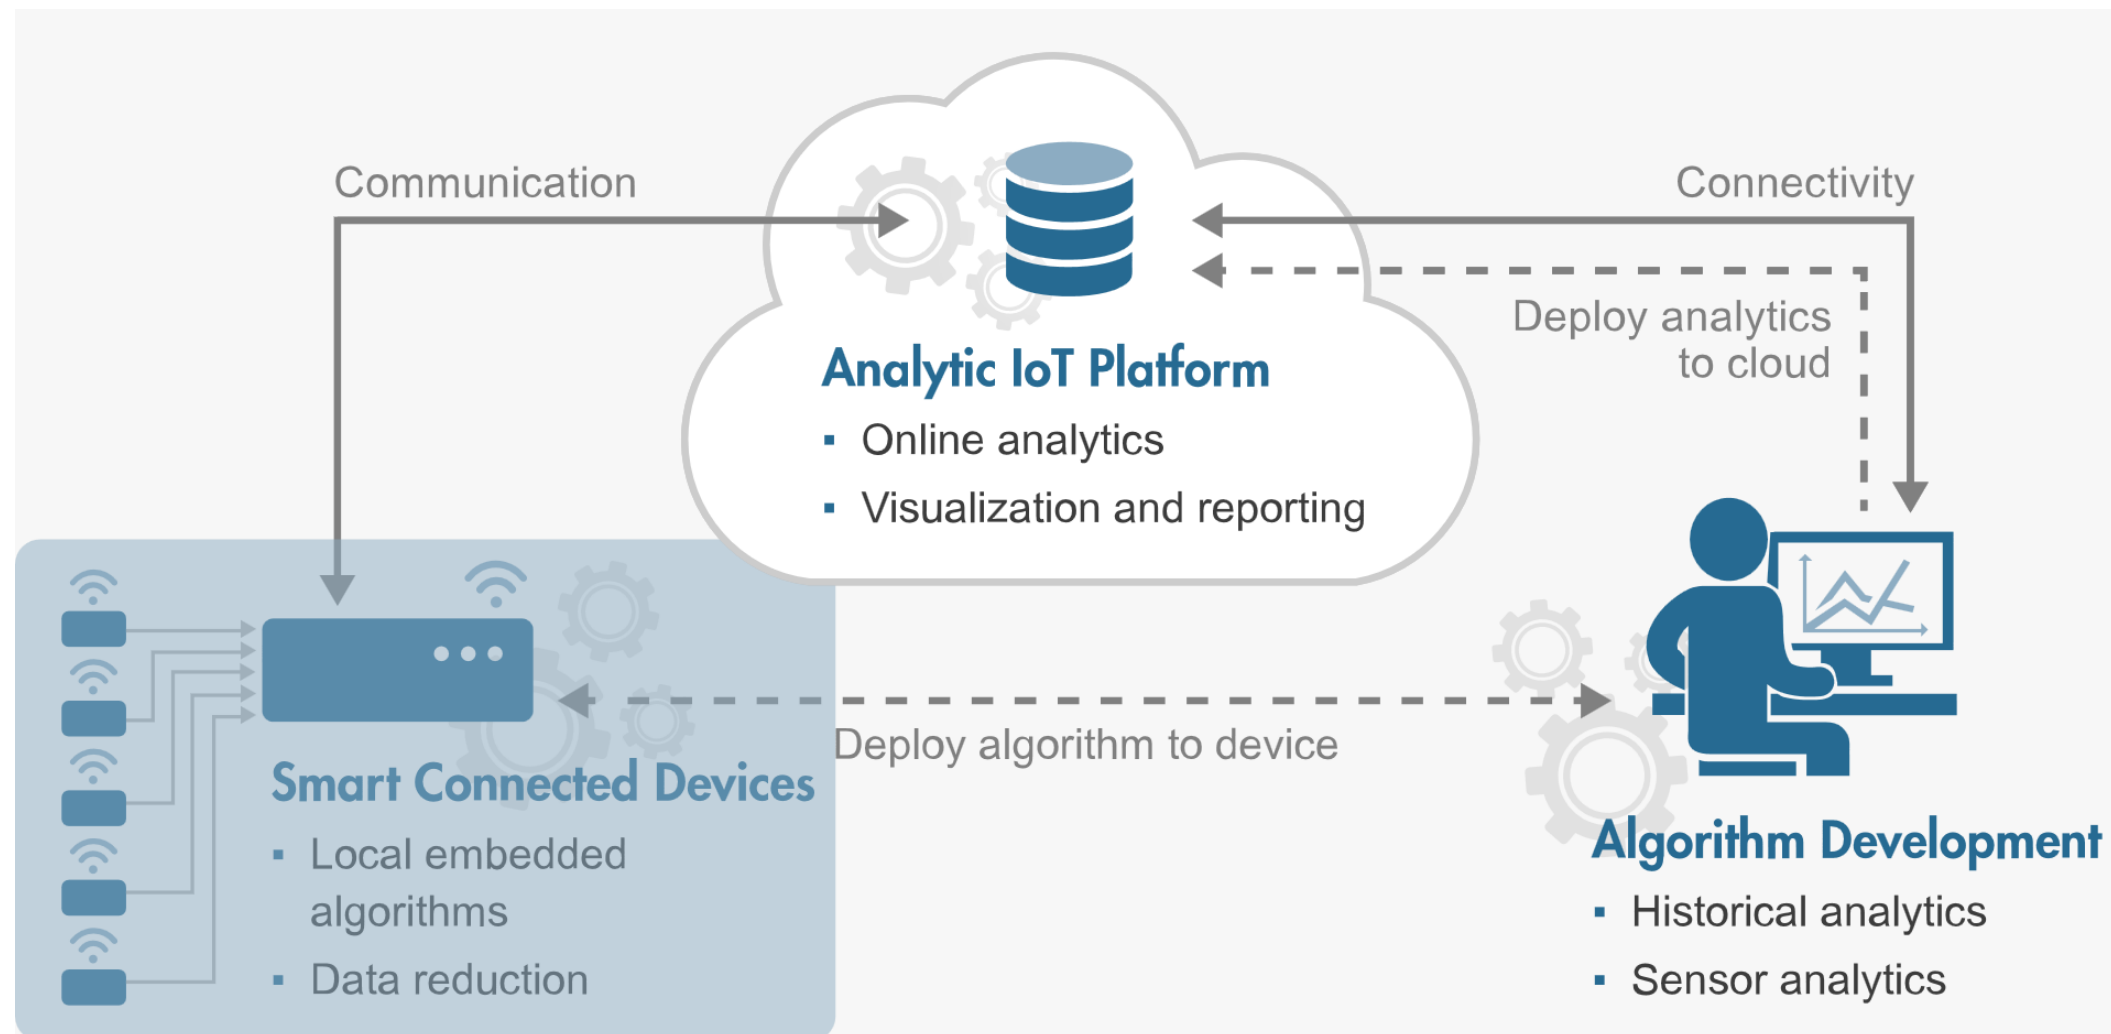 Communication
Connectivity
Deploy analytics
to cloud
Analytic IoT Platform
▪ Online analytics
▪ Visualization and reporting
Deploy algorithm to device
Smart Connected Devices
▪ Local embedded
algorithms
▪ Data reduction
Algorithm Development
▪ Historical analytics
▪ Sensor analytics